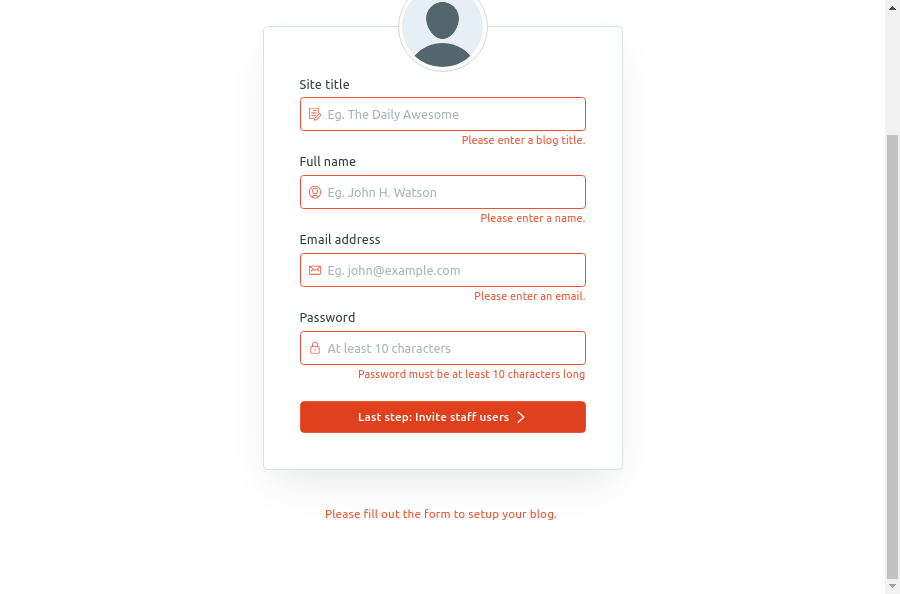 Site title
Eg. The Daily Awesome
Please enter a blog title.
Full name
Eg. John H. Watson
Please enter a name.
Email address
Eg. john@example.com
Please enter an email.
Password
At least 10 characters
Password must be at least 10 characters long
Last step: Invite staff users
Please fill out the form to setup your blog.